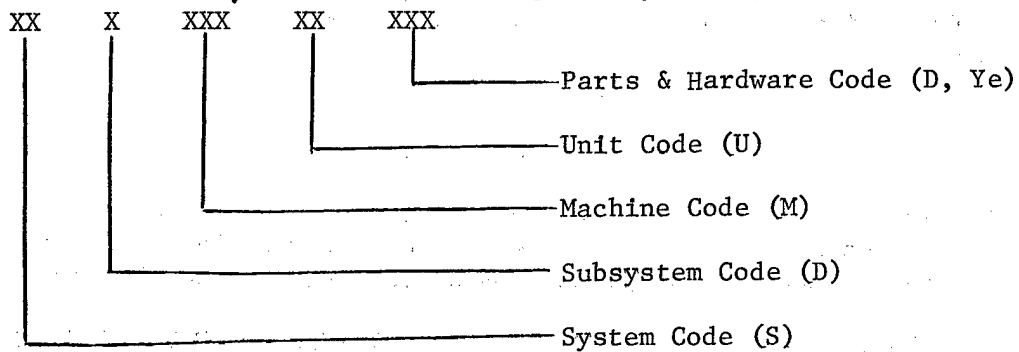 XX X XXX XX XXX
Parts & Hardware Code (D, Ye)
Unit Code (U)
Machine Code (M)
Subsystem Code (D)
System Code (S)